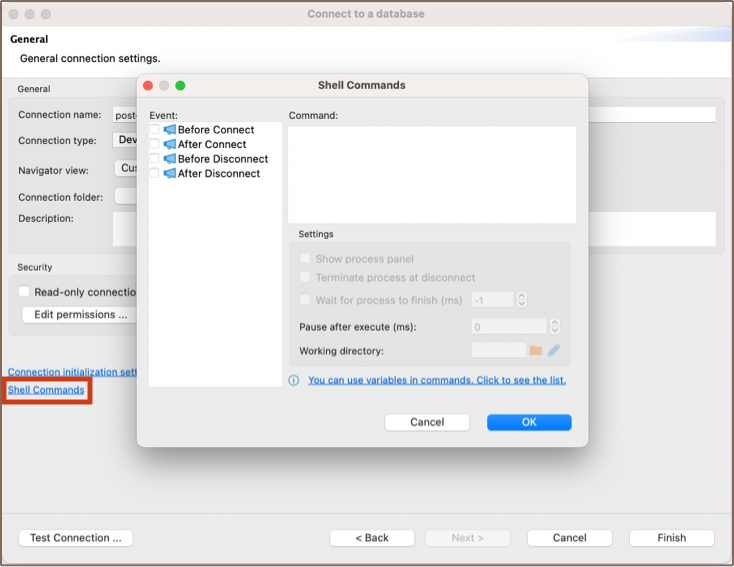 Connect to a database
General
General connection settings.
General
Connection name:
Connection type:
Navigator view:
Connection folder:
Description:
Security
Read-only connectio
Edit permissions ...
Connection initialization sett
Shell Commands
Shell Commands
Event:
Before Connect
After Connect
Before Disconnect
After Disconnect
Command:
Settings
Show process panel
Terminate process at disconnect
Wait for process to finish (ms) -1
Pause after execute (ms): 0
Working directory:
You can use variables in commands. Click to see the list.
Cancel OK
Test Connection ... < Back Next > Cancel Finish